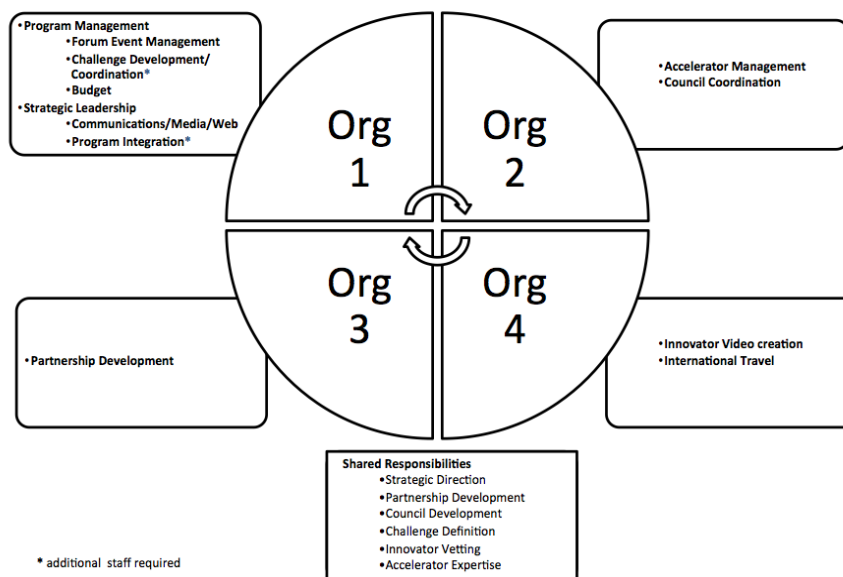 •Program Management
•Forum Event Management
•Challenge Development/
Coordination*
•Budget
•Strategic Leadership
•Communications/Media/Web
•Program Integration*
•Accelerator Management
•Council Coordination
Org
1
Org
2
Org
3
Org
4
•Partnership Development
•Innovator Video creation
•International Travel
Shared Responsibilities
•Strategic Direction
•Partnership Development
•Council Development
•Challenge Definition
•Innovator Vetting
•Accelerator Expertise
* additional staff required